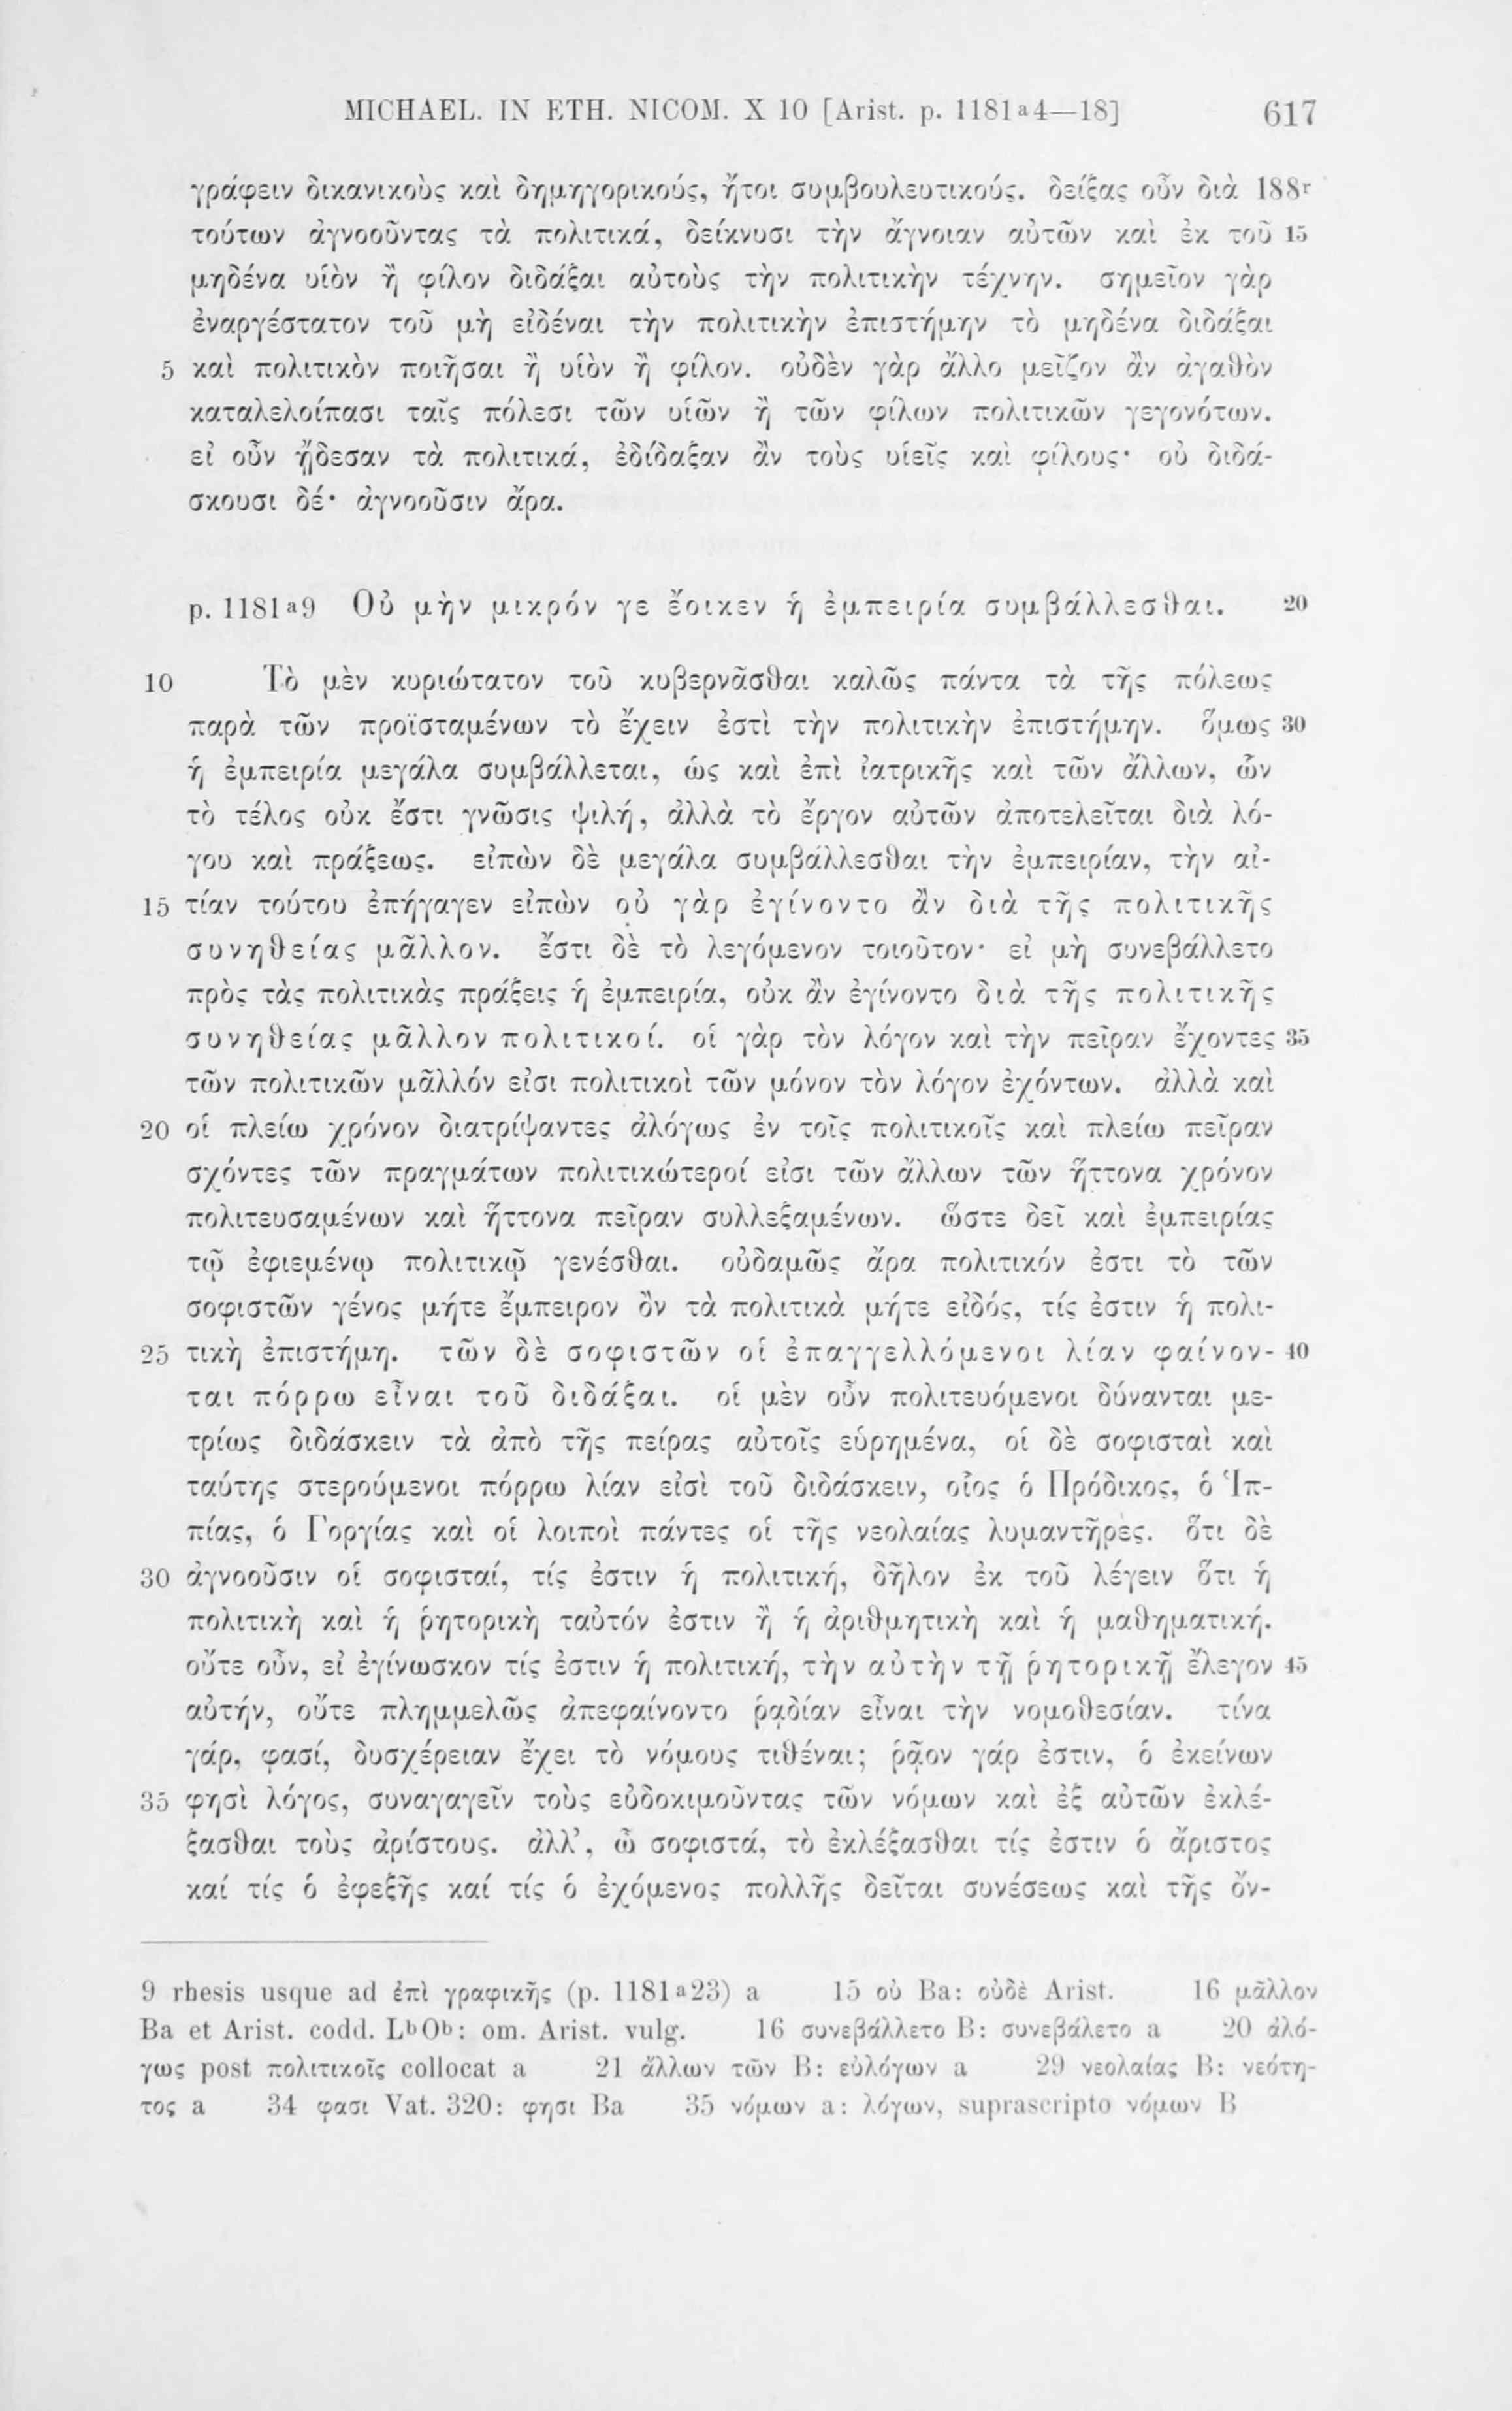 MICHAEL. IN ETH. NICOM. X 10 [Arist. p. 1181a4—18] 617
γράφειν δικανικοὺς καὶ δημηγορικούς, ἤτοι συμβουλευτικούς. δείξας οὖν διὰ 188r
τούτων ἀγνοοῦντας τὰ πολιτικά, δείκνυσι τὴν ἄγνοιαν αὐτῶν καὶ ἐκ τοῦ 15
μηδένα υἱὸν ἢ φίλον διδάξαι αὐτοὺς τὴν πολιτικὴν τέχνην. σημεῖον γὰρ
ἐναργέστατον τοῦ μὴ εἰδέναι τὴν πολιτικὴν ἐπιστήμην τὸ μηδένα διδάξαι
5 καὶ πολιτικὸν ποιῆσαι ἢ υἱὸν ἢ φίλον. οὐδὲν γὰρ ἄλλο μεῖζον ἂν ἀγαθὸν
καταλελοίπασι ταῖς πόλεσι τῶν υἱῶν ἢ τῶν φίλων πολιτικῶν γεγονότων.
εἰ οὖν ᾔδεσαν τὰ πολιτικά, ἐδίδαξαν ἂν τοὺς υἱεῖς καὶ φίλους· οὐ διδά-
σκουσι δέ· ἀγνοοῦσιν ἄρα.
p. 1181a9 Οὐ μὴν μικρόν γε ἔοικεν ἡ ἐμπειρία συμβάλλεσθαι. 20
10 Τὸ μὲν κυριώτατον τοῦ κυβερνᾶσθαι καλῶς πάντα τὰ τῆς πόλεως
παρὰ τῶν προϊσταμένων τὸ ἔχειν ἐστὶ τὴν πολιτικὴν ἐπιστήμην. ὅμως 30
ἡ ἐμπειρία μεγάλα συμβάλλεται, ὡς καὶ ἐπὶ ἰατρικῆς καὶ τῶν ἄλλων, ὧν
τὸ τέλος οὐκ ἔστι γνῶσις ψιλή, ἀλλὰ τὸ ἔργον αὐτῶν ἀποτελεῖται διὰ λό-
γου καὶ πράξεως. εἰπὼν δὲ μεγάλα συμβάλλεσθαι τὴν ἐμπειρίαν, τὴν αἰ-
15 τίαν τούτου ἐπήγαγεν εἰπὼν οὐ γὰρ ἐγίνοντο ἂν διὰ τῆς πολιτικῆς
συνηθείας μᾶλλον. ἔστι δὲ τὸ λεγόμενον τοιοῦτον· εἰ μὴ συνεβάλλετο
πρὸς τὰς πολιτικὰς πράξεις ἡ ἐμπειρία, οὐκ ἂν ἐγίνοντο διὰ τῆς πολιτικῆς
συνηθείας μᾶλλον πολιτικοί. οἱ γὰρ τὸν λόγον καὶ τὴν πεῖραν ἔχοντες 35
τῶν πολιτικῶν μᾶλλόν εἰσι πολιτικοὶ τῶν μόνον τὸν λόγον ἐχόντων. ἀλλὰ καὶ
20 οἱ πλείω χρόνον διατρίψαντες ἀλόγως ἐν τοῖς πολιτικοῖς καὶ πλείω πεῖραν
σχόντες τῶν πραγμάτων πολιτικώτεροί εἰσι τῶν ἄλλων τῶν ἥττονα χρόνον
πολιτευσαμένων καὶ ἥττονα πεῖραν συλλεξαμένων. ὥστε δεῖ καὶ ἐμπειρίας
τῷ ἐφιεμένῳ πολιτικῷ γενέσθαι. οὐδαμῶς ἄρα πολιτικόν ἐστι τὸ τῶν
σοφιστῶν γένος μήτε ἔμπειρον ὂν τὰ πολιτικὰ μήτε εἰδός, τίς ἐστιν ἡ πολι-
25 τικὴ ἐπιστήμη. τῶν δὲ σοφιστῶν οἱ ἐπαγγελλόμενοι λίαν φαίνον- 40
ται πόρρω εἶναι τοῦ διδάξαι. οἱ μὲν οὖν πολιτευόμενοι δύνανται με-
τρίως διδάσκειν τὰ ἀπὸ τῆς πείρας αὐτοῖς εὑρημένα, οἱ δὲ σοφισταὶ καὶ
ταύτης στερούμενοι πόρρω λίαν εἰσὶ τοῦ διδάσκειν, οἷος ὁ Πρόδικος, ὁ Ἱπ-
πίας, ὁ Γοργίας καὶ οἱ λοιποὶ πάντες οἱ τῆς νεολαίας λυμαντῆρες. ὅτι δὲ
30 ἀγνοοῦσιν οἱ σοφισταί, τίς ἐστιν ἡ πολιτική, δῆλον ἐκ τοῦ λέγειν ὅτι ἡ
πολιτικὴ καὶ ἡ ῥητορικὴ ταὐτόν ἐστιν ἢ ἡ ἀριθμητικὴ καὶ ἡ μαθηματική.
οὔτε οὖν, εἰ ἐγίνωσκον τίς ἐστιν ἡ πολιτική, τὴν αὐτὴν τῇ ῥητορικῇ ἔλεγον 45
αὐτήν, οὔτε πλημμελῶς ἀπεφαίνοντο ῥᾳδίαν εἶναι τὴν νομοθεσίαν. τίνα
γάρ, φασί, δυσχέρειαν ἔχει τὸ νόμους τιθέναι; ῥᾷον γάρ ἐστιν, ὁ ἐκείνων
35 φησὶ λόγος, συναγαγεῖν τοὺς εὐδοκιμοῦντας τῶν νόμων καὶ ἐξ αὐτῶν ἐκλέ-
ξασθαι τοὺς ἀρίστους. ἀλλ’, ὦ σοφιστά, τὸ ἐκλέξασθαι τίς ἐστιν ὁ ἄριστος
καί τίς ὁ ἐφεξῆς καί τίς ὁ ἐχόμενος πολλῆς δεῖται συνέσεως καὶ τῆς ὄν-
9 rhesis usque ad ἐπὶ γραφικῆς (p. 1181a23) a 15 οὐ Ba: οὐδὲ Arist. 16 μᾶλλον
Ba et Arist. codd. LbOb: om. Arist. vulg. 16 συνεβάλλετο B: συνεβάλετο a 20 ἀλό-
γως post πολιτικοῖς collocat a 21 ἄλλων τῶν B: εὐλόγων a 29 νεολαίας B: νεότη-
τος a 34 φασι Vat. 320: φησι Ba 35 νόμων a: λόγων, suprascripto νόμων B